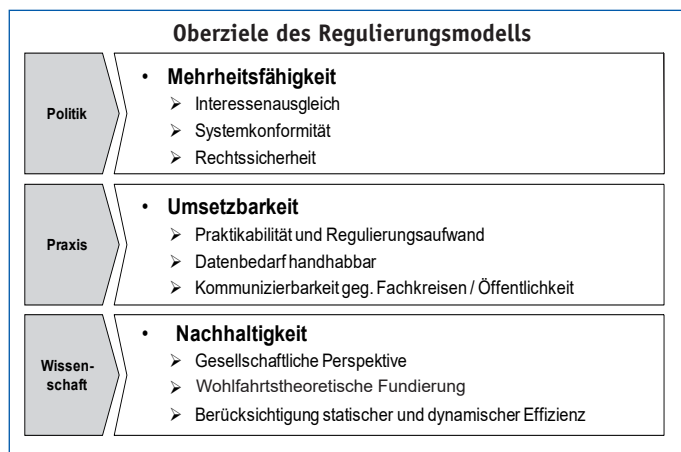 Oberziele des Regulierungsmodells
Politik
• Mehrheitsfähigkeit
➢ Interessenausgleich
➢ Systemkonformität
➢ Rechtssicherheit
Praxis
• Umsetzbarkeit
➢ Praktikabilität und Regulierungsaufwand
➢ Datenbedarf handhabbar
➢ Kommunizierbarkeit geg. Fachkreisen / Öffentlichkeit
Wissen-
schaft
• Nachhaltigkeit
➢ Gesellschaftliche Perspektive
➢ Wohlfahrtstheoretische Fundierung
➢ Berücksichtigung statischer und dynamischer Effizienz